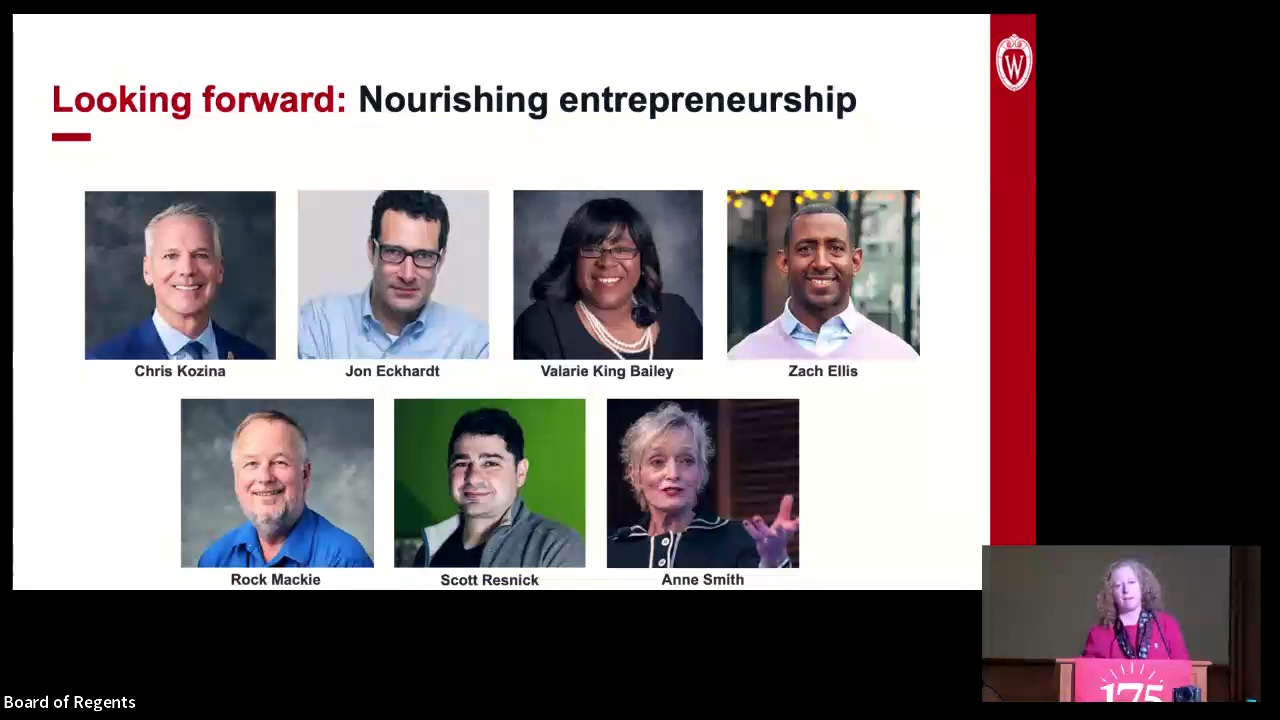 W
Looking forward: Nourishing entrepreneurship
Chris Kozina
Jon Eckhardt
Valarie King Bailey
Zach Ellis
Rock Mackie
Scott Resnick
Anne Smith
175
Board of Regents